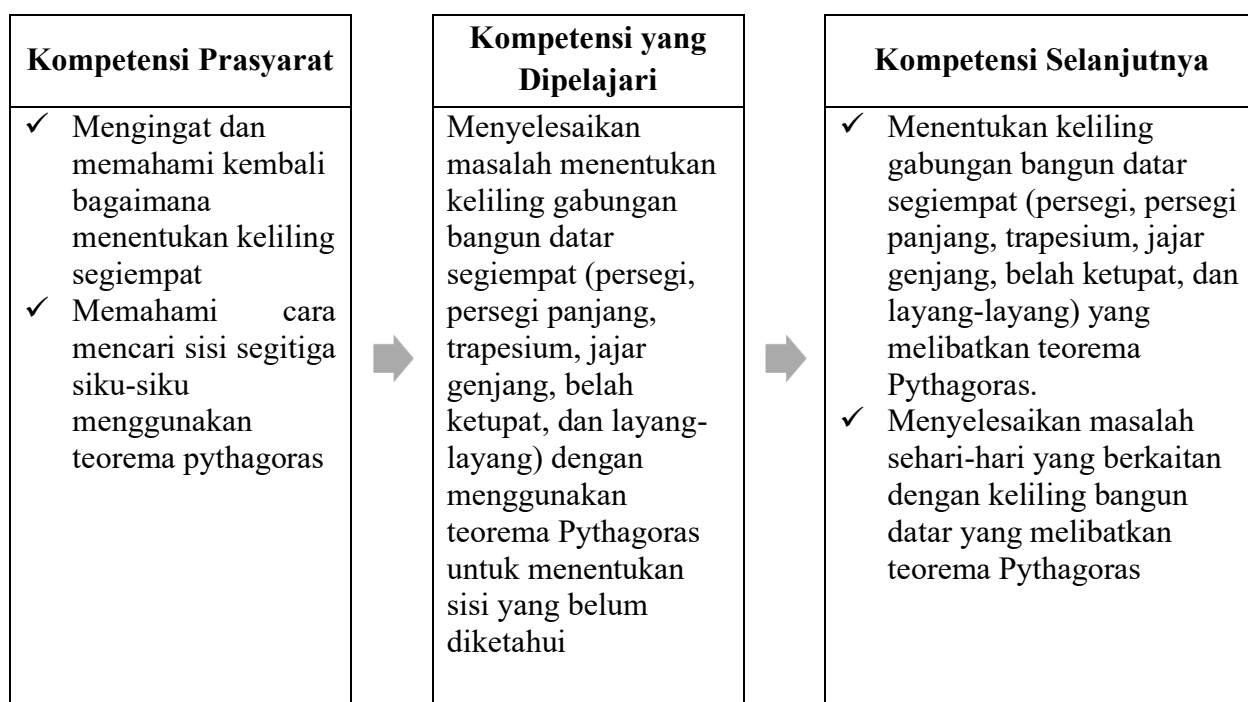 Kompetensi Prasyarat
✓ Mengingat dan
memahami kembali
bagaimana
menentukan keliling
segiempat
✓ Memahami cara
mencari sisi segitiga
siku-siku
menggunakan
teorema pythagoras
Kompetensi yang
Dipelajari
Menyelesaikan
masalah menentukan
keliling gabungan
bangun datar
segiempat (persegi,
persegi panjang,
trapesium, jajar
genjang, belah
ketupat, dan layang-
layang) dengan
menggunakan
teorema Pythagoras
untuk menentukan
sisi yang belum
diketahui
Kompetensi Selanjutnya
✓ Menentukan keliling
gabungan bangun datar
segiempat (persegi, persegi
panjang, trapesium, jajar
genjang, belah ketupat, dan
layang-layang) yang
melibatkan teorema
Pythagoras.
✓ Menyelesaikan masalah
sehari-hari yang berkaitan
dengan keliling bangun
datar yang melibatkan
teorema Pythagoras